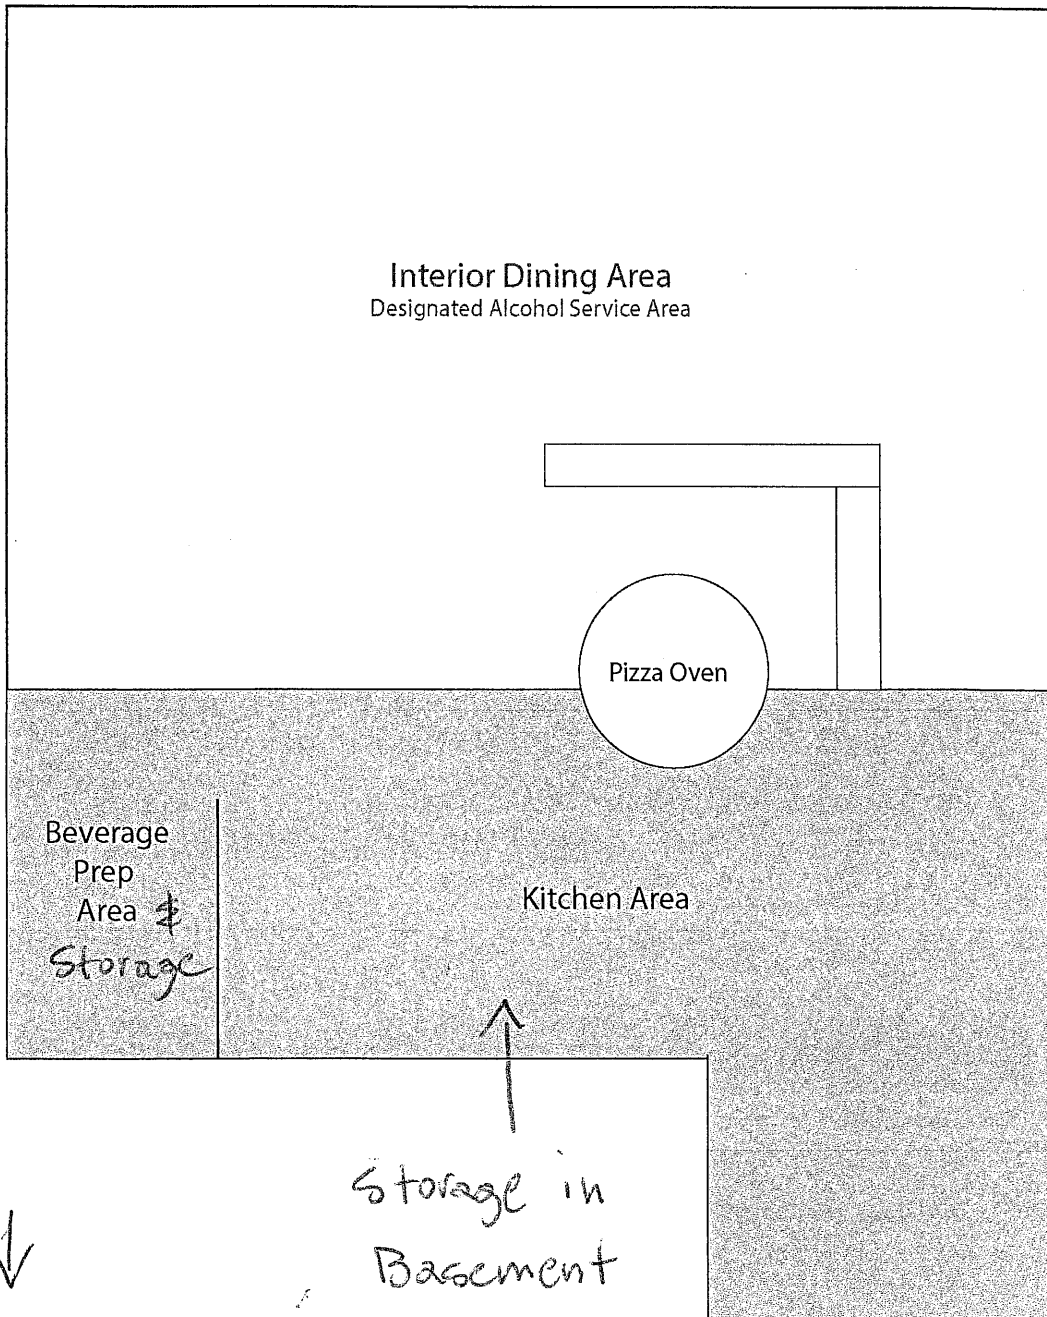 Interior Dining Area
Designated Alcohol Service Area
Pizza Oven
Beverage
Prep
Area &
Storage
Kitchen Area
Storage in
Basement